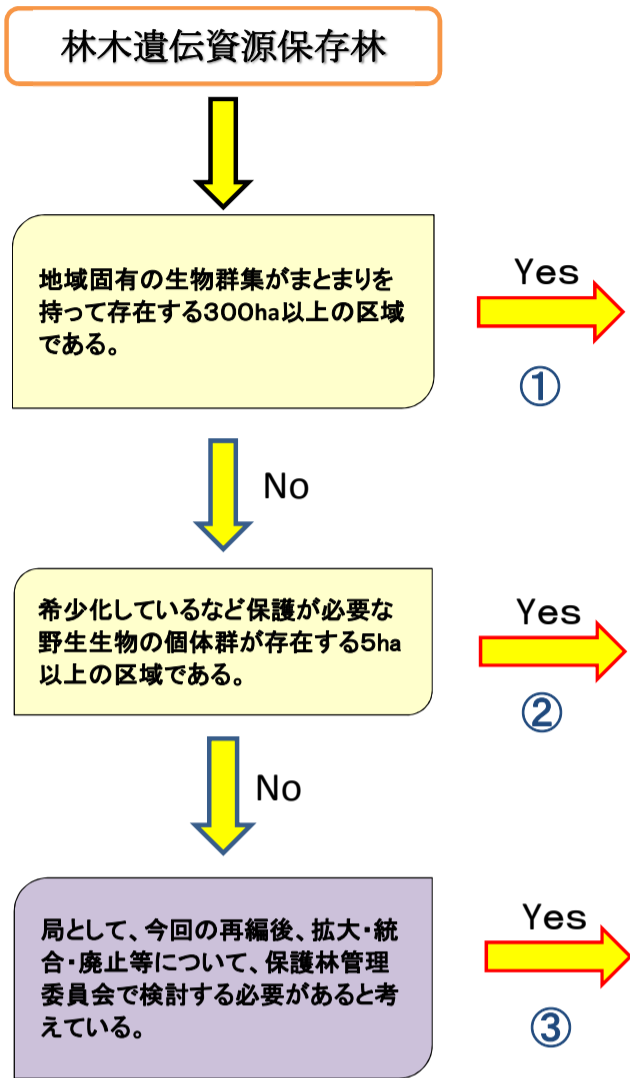 林木遺伝資源保存林
地域固有の生物群集がまとまりを
持って存在する300ha以上の区域
である。
Yes
①
No
希少化しているなど保護が必要な
野生生物の個体群が存在する5ha
以上の区域である。
Yes
②
No
局として、今回の再編後、拡大・統
合・廃止等について、保護林管理
委員会で検討する必要があると考
えている。
Yes
③